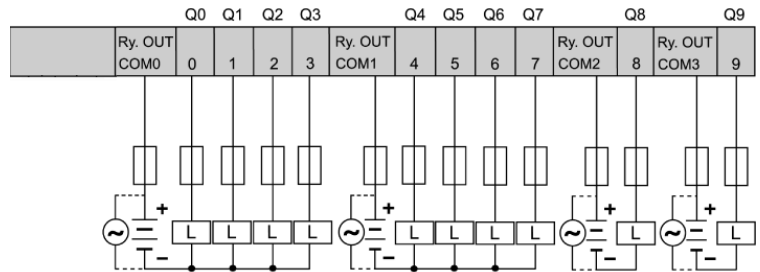 Q0 Q1 Q2 Q3 Q4 Q5 Q6 Q7 Q8 Q9
Ry. OUT Ry. OUT Ry. OUT Ry. OUT
COM0 0 1 2 3 COM1 4 5 6 7 COM2 8 COM3 9
+ + + +
~ L L L L ~ L L L L ~ L ~ L
− − − −